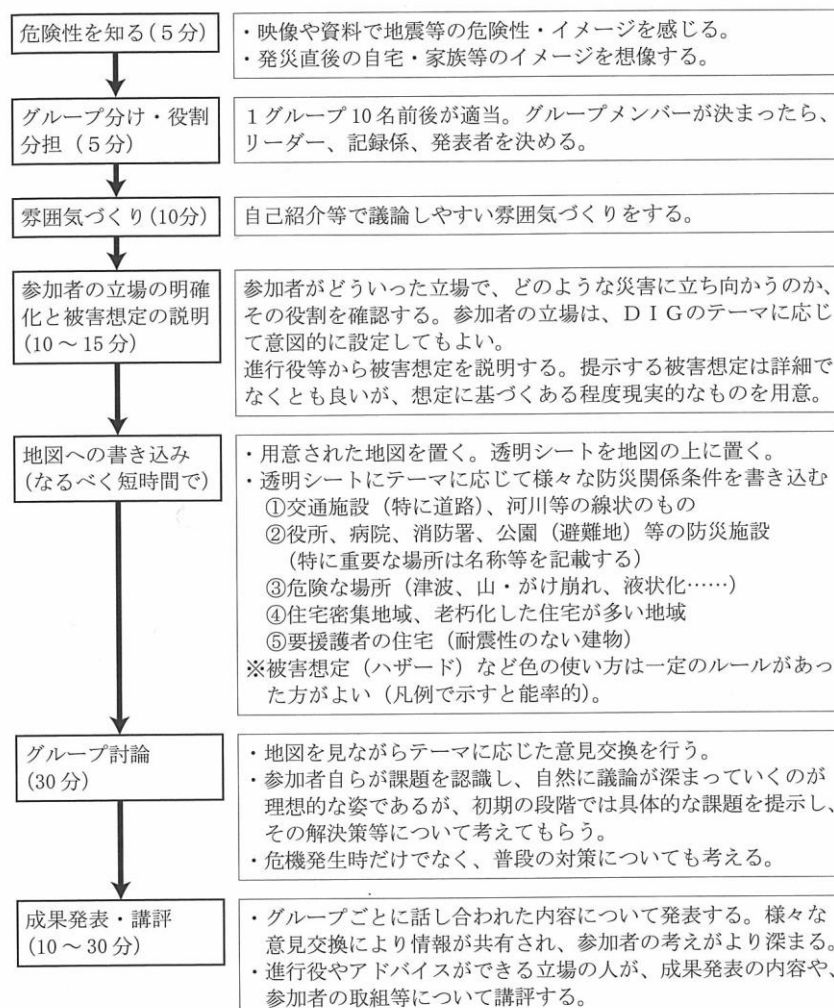 危険性を知る(5分)
・映像や資料で地震等の危険性・イメージを感じる。
・発災直後の自宅・家族等のイメージを想像する。
グループ分け・役割
分担(5分)
1グループ10名前後が適当。グループメンバーが決まったら、
リーダー、記録係、発表者を決める。
雰囲気づくり(10分)
自己紹介等で議論しやすい雰囲気づくりをする。
参加者の立場の明確
化と被害想定の説明
(10～15分)
参加者がどういった立場で、どのような災害に立ち向かうのか、
その役割を確認する。参加者の立場は、DIGのテーマに応じ
て意図的に設定してもよい。
進行役等から被害想定を説明する。提示する被害想定は詳細で
なくとも良いが、想定に基づくある程度現実的なものを用意。
地図への書き込み
(なるべく短時間で)
・用意された地図を置く。透明シートを地図の上に置く。
・透明シートにテーマに応じて様々な防災関係条件を書き込む
①交通施設（特に道路）、河川等の線状のもの
②役所、病院、消防署、公園（避難地）等の防災施設
（特に重要な場所は名称等を記載する）
③危険な場所（津波、山・がけ崩れ、液状化……）
④住宅密集地域、老朽化した住宅が多い地域
⑤要援護者の住宅（耐震性のない建物）
※被害想定（ハザード）など色の使い方は一定のルールがあっ
た方がよい（凡例で示すと能率的）。
グループ討論
(30分)
・地図を見ながらテーマに応じた意見交換を行う。
・参加者自らが課題を認識し、自然に議論が深まっていくのが
理想的な姿であるが、初期の段階では具体的な課題を提示し、
その解決策等について考えてもらう。
・危機発生時だけでなく、普段の対策についても考える。
成果発表・講評
(10～30分)
・グループごとに話し合われた内容について発表する。様々な
意見交換により情報が共有され、参加者の考えがより深まる。
・進行役やアドバイスができる立場の人が、成果発表の内容や、
参加者の取組等について講評する。